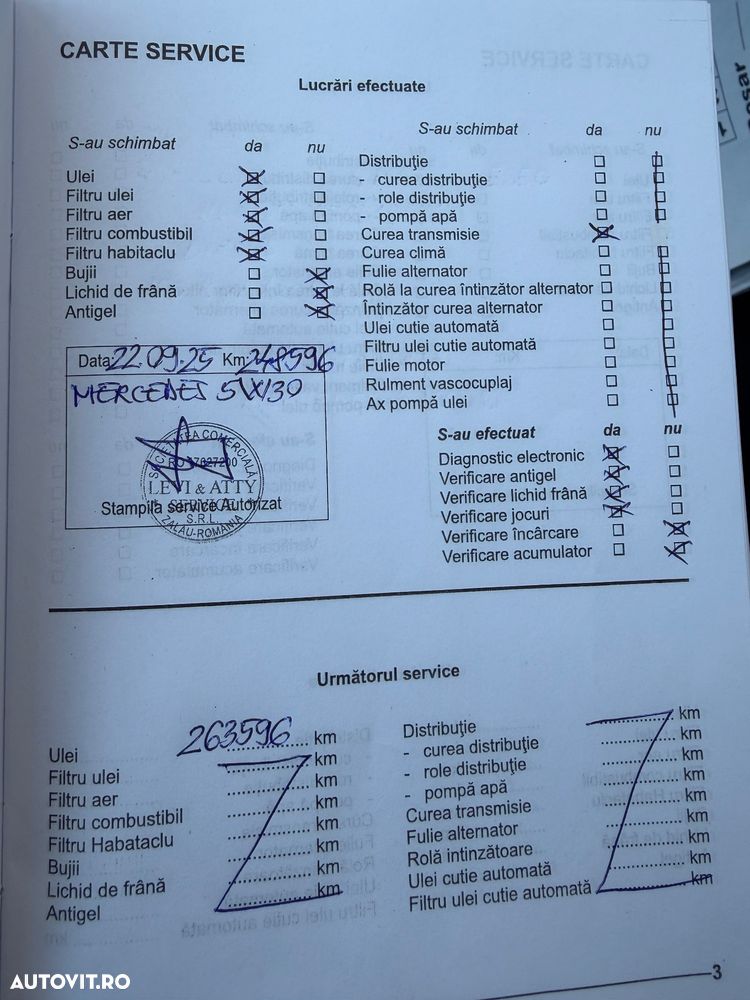 CARTE SERVICE
Lucrări efectuate
S-au schimbat da nu
Ulei
Filtru ulei
Filtru aer
Filtru combustibil
Filtru habitaclu
Bujii
Lichid de frână
Antigel
S-au schimbat da nu
Distribuţie
- curea distribuţie
- role distribuţie
- pompă apă
Curea transmisie
Curea climă
Fulie alternator
Rolă la curea întinzător alternator
Întinzător curea alternator
Ulei cutie automată
Filtru ulei cutie automată
Fulie motor
Rulment vascocuplaj
Ax pompă ulei
Data 22.09.25 Km 248596
MERCEDES
SOCIETATEA COMERCIALĂ
LEVI & ATTY
SERVICE
S.R.L.
ZALĂU-ROMÂNIA
Stampila service Autorizat
S-au efectuat da nu
Diagnostic electronic
Verificare antigel
Verificare lichid frână
Verificare jocuri
Verificare încărcare
Verificare acumulator
Următorul service
Ulei 263596 km
Filtru ulei km
Filtru aer km
Filtru combustibil km
Filtru Habataclu km
Bujii km
Lichid de frână km
Antigel km
Distribuţie km
- curea distribuţie km
- role distribuţie km
- pompă apă km
Curea transmisie km
Fulie alternator km
Rolă intinzătoare km
Ulei cutie automată km
Filtru ulei cutie automată km
3
AUTOVIT.RO